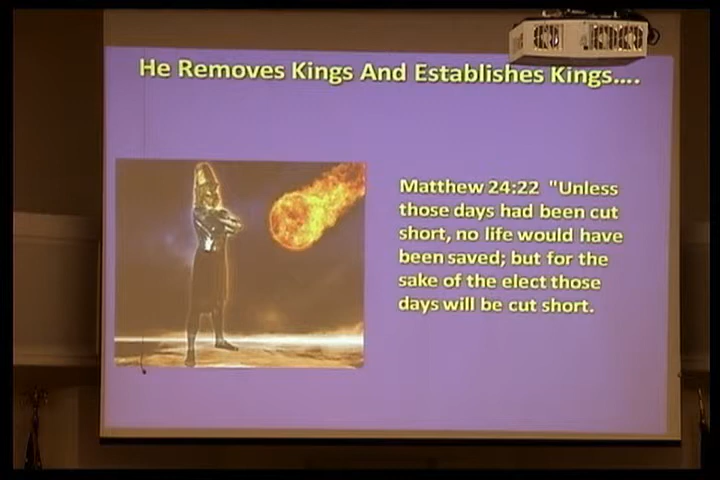 He Removes Kings And Establishes Kings....
Matthew 24:22 "Unless
those days had been cut
short, no life would have
been saved; but for the
sake of the elect those
days will be cut short.